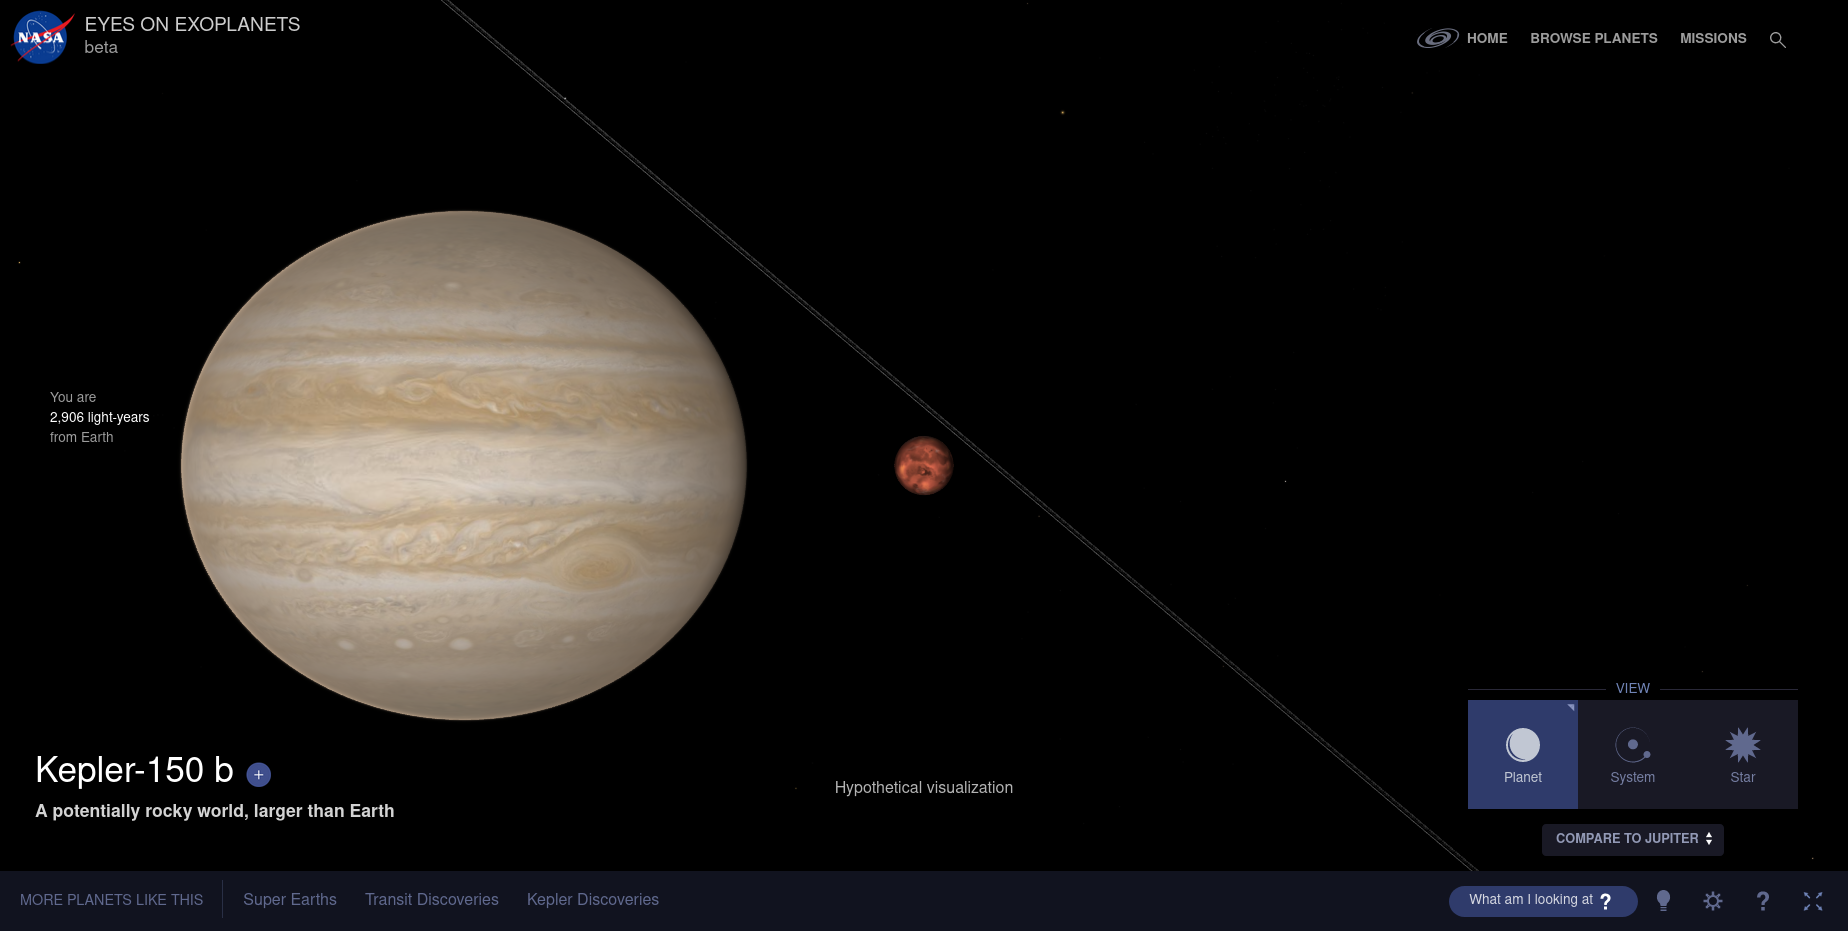 NASA
EYES ON EXOPLANETS
beta
HOME
BROWSE PLANETS
MISSIONS
You are
2,906 light-years
from Earth
Kepler-150 b +
A potentially rocky world, larger than Earth
Hypothetical visualization
VIEW
Planet
System
Star
COMPARE TO JUPITER
MORE PLANETS LIKE THIS
Super Earths
Transit Discoveries
Kepler Discoveries
What am I looking at ?
?